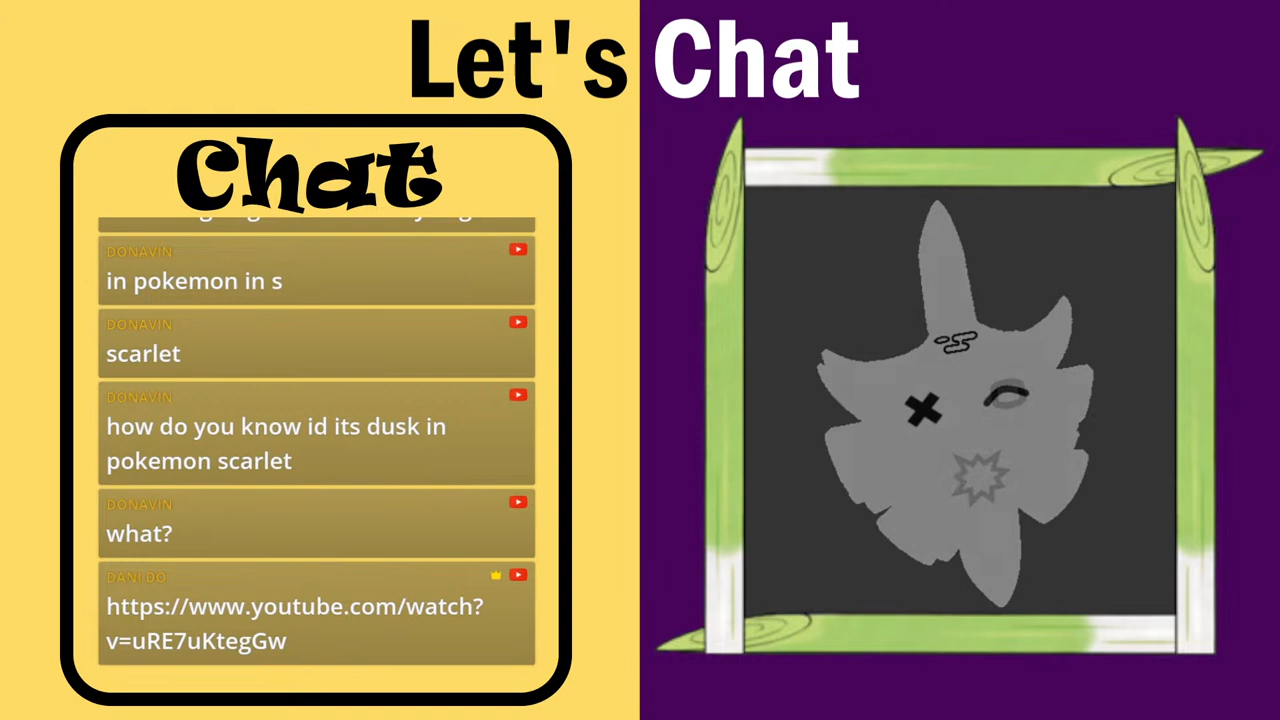 Let's Chat
Chat
DONAVIN
in pokemon in s
DONAVIN
scarlet
DONAVIN
how do you know id its dusk in
pokemon scarlet
DONAVIN
what?
DANI DO
https://www.youtube.com/watch?
v=uRE7uKtegGw